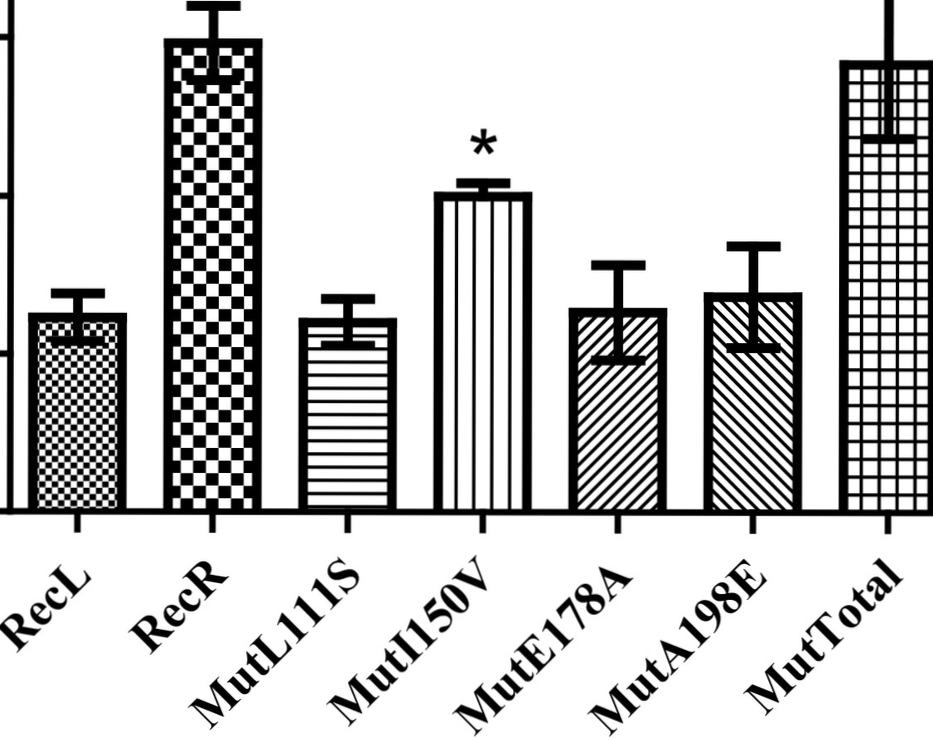 *
RecL
RecR
MutL111S
MutI150V
MutE178A
MutA198E
MutTotal